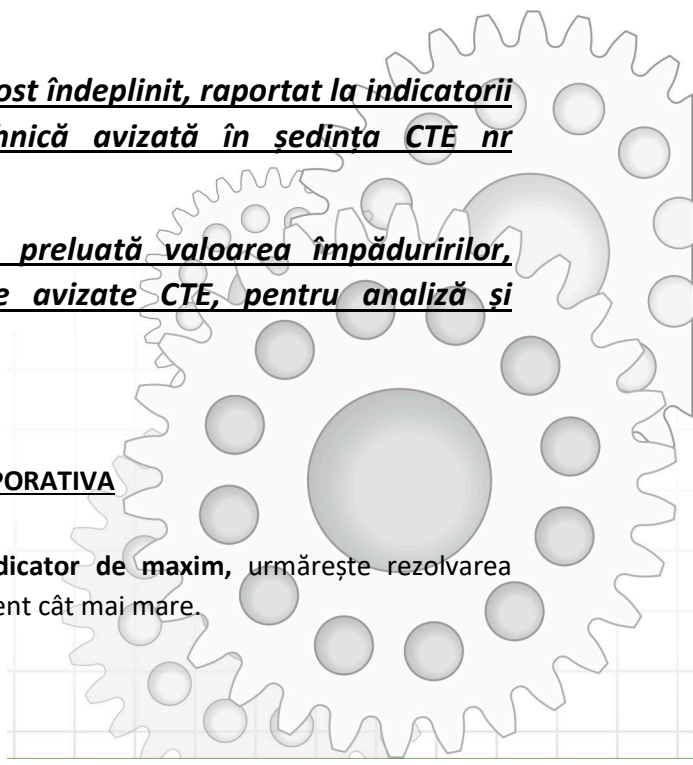 ost îndeplinit, raportat la indicatorii
hnică avizată în ședința CTE nr
preluată valoarea împăduririlor,
e avizate CTE, pentru analiză și
PORATIVA
dicator de maxim, urmărește rezolvarea
ent cât mai mare.